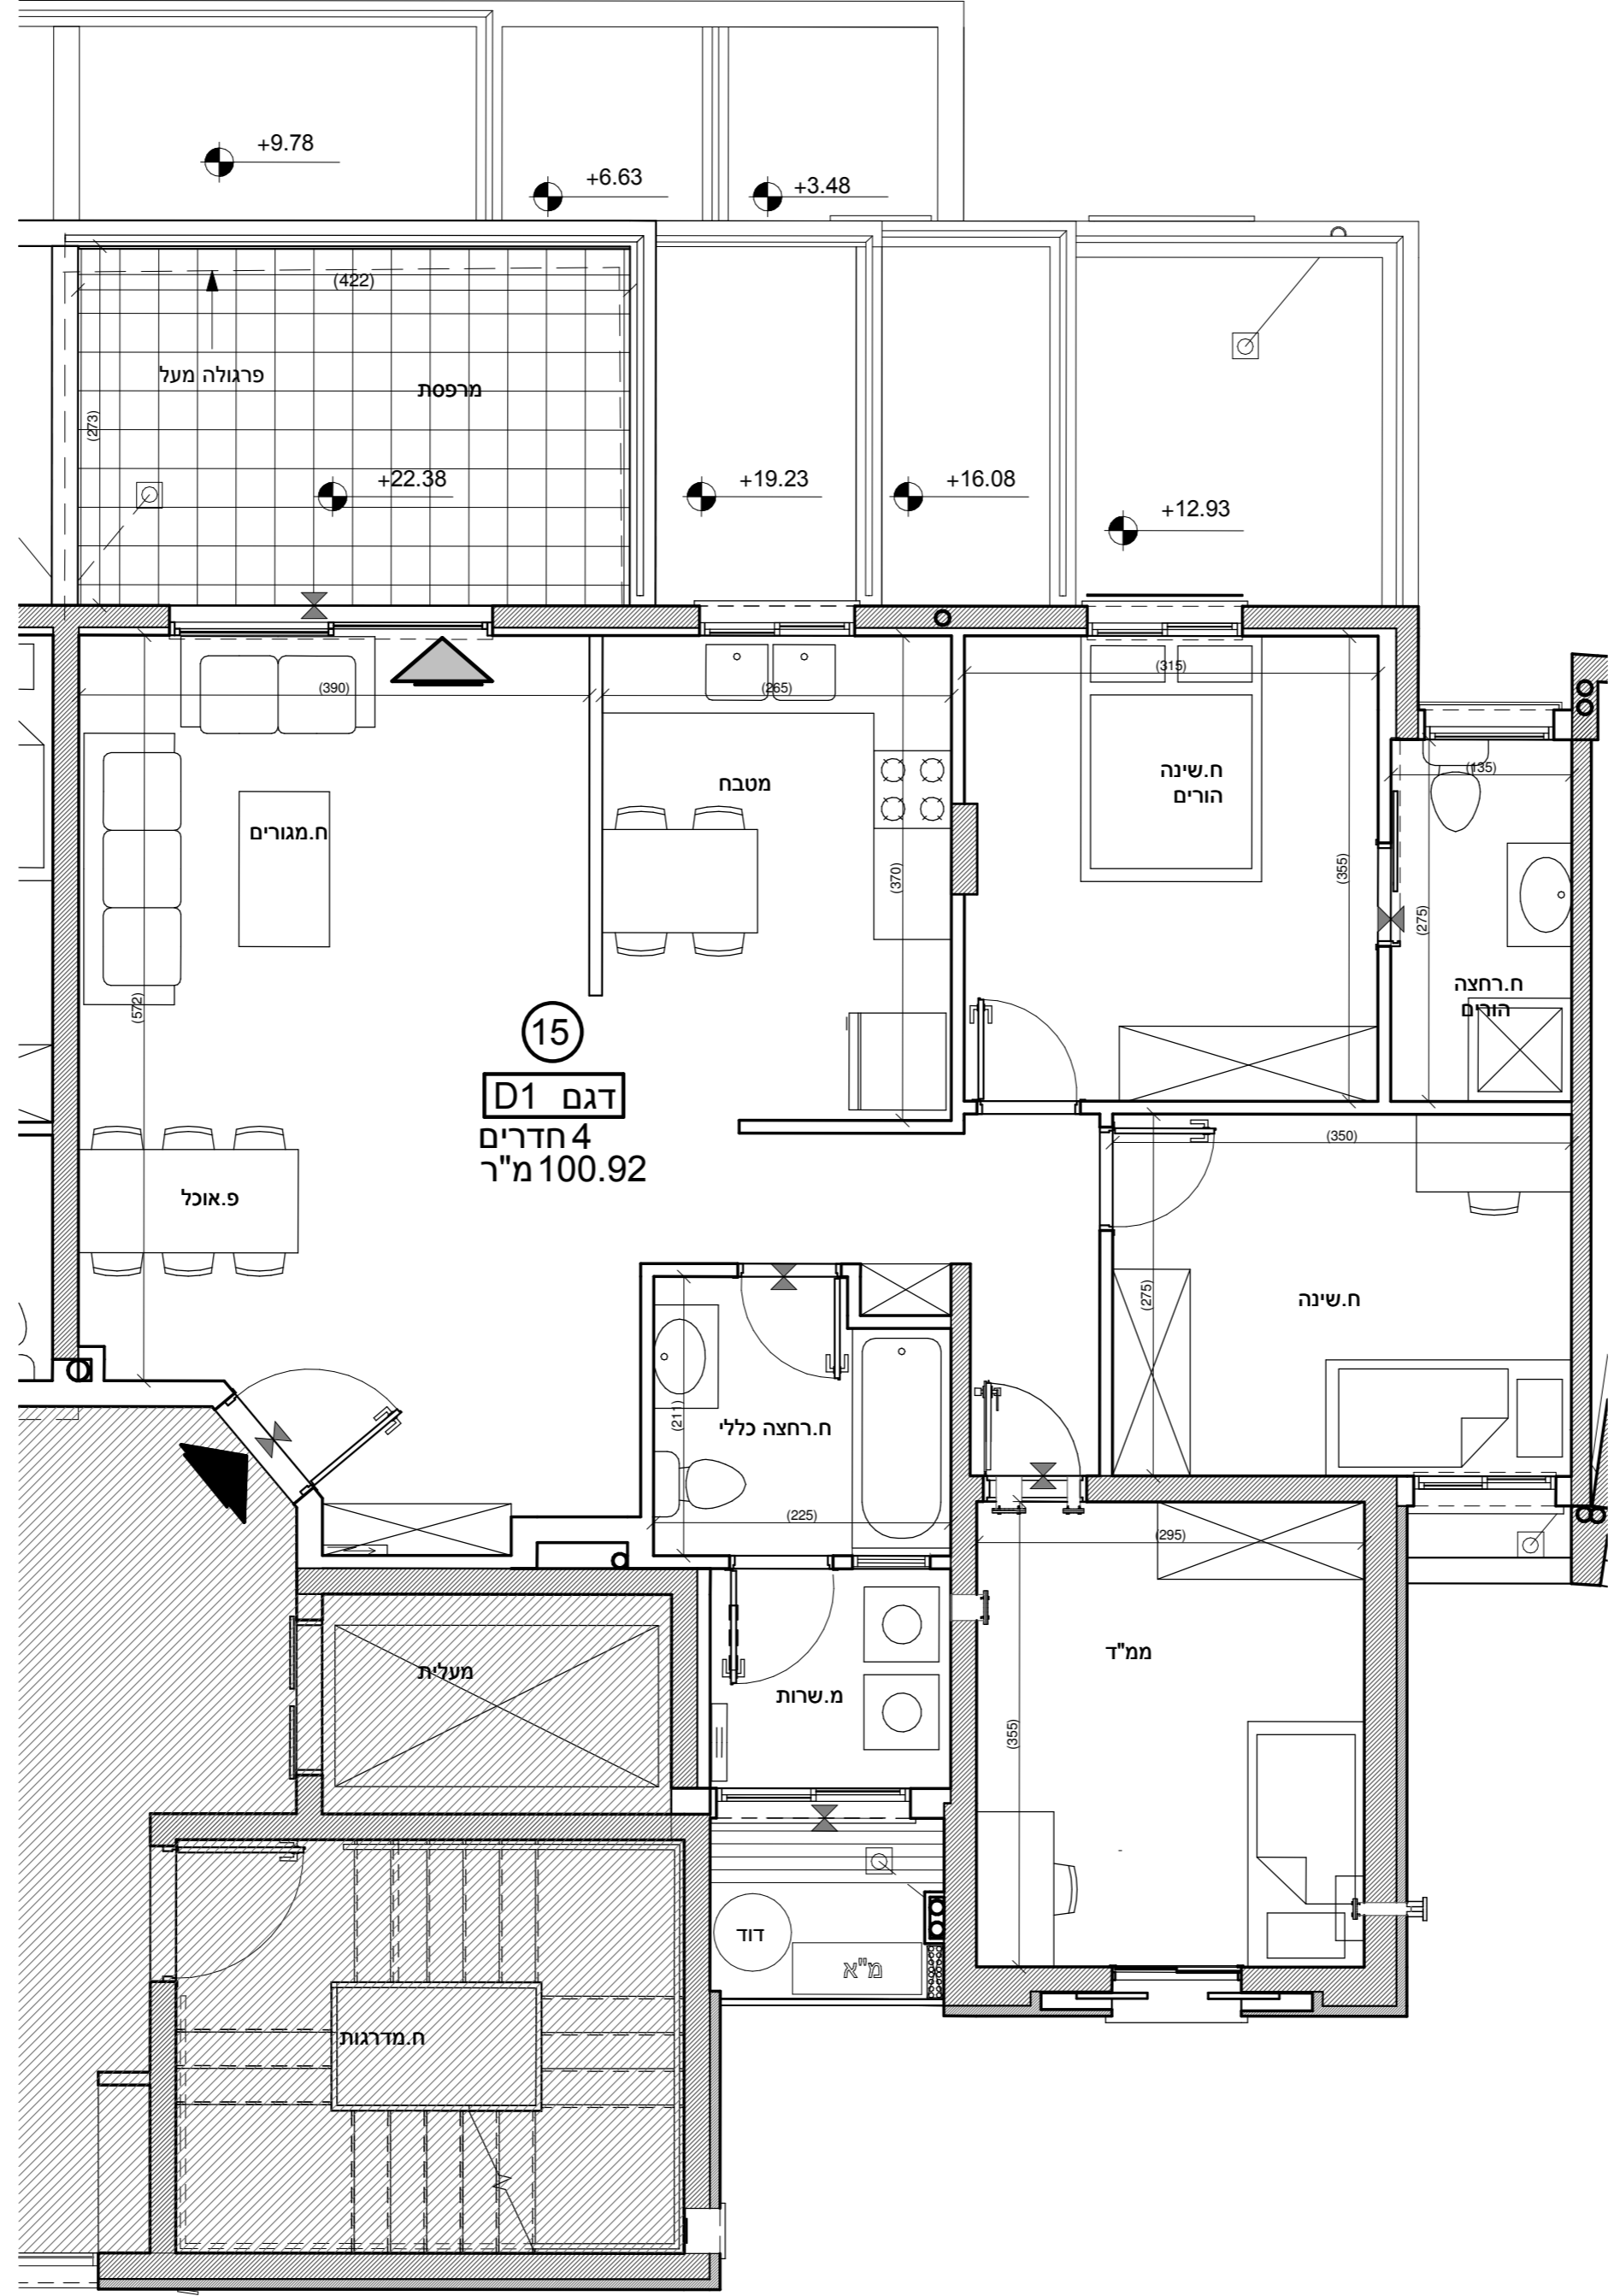 +9.78
+6.63
+3.48
(422)
פרגולה מעל
מרפסת
(273)
+22.38
+19.23
+16.08
+12.93
(390)
(265)
(315)
(135)
מטבח
ח.שינה
הורים
ח.מגורים
(370)
(355)
(275)
(572)
ח.רחצה
הורים
15
דגם D1
4 חדרים
100.92 מ"ר
(350)
פ.אוכל
(275)
ח.שינה
(211)
ח.רחצה כללי
(225)
(295)
מעלית
מ.שרות
ממ"ד
(355)
דוד
מ"א
ח.מדרגות